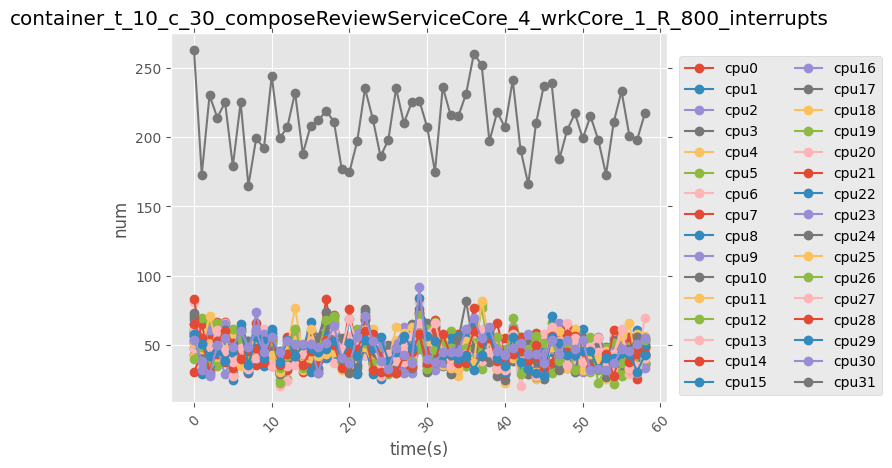 container_t_10_c_30_composeReviewServiceCore_4_wrkCore_1_R_800_interrupts
250
200
150
100
50
num
0
10
20
30
40
50
60
time(s)
cpu0
cpu1
cpu2
cpu3
cpu4
cpu5
cpu6
cpu7
cpu8
cpu9
cpu10
cpu11
cpu12
cpu13
cpu14
cpu15
cpu16
cpu17
cpu18
cpu19
cpu20
cpu21
cpu22
cpu23
cpu24
cpu25
cpu26
cpu27
cpu28
cpu29
cpu30
cpu31